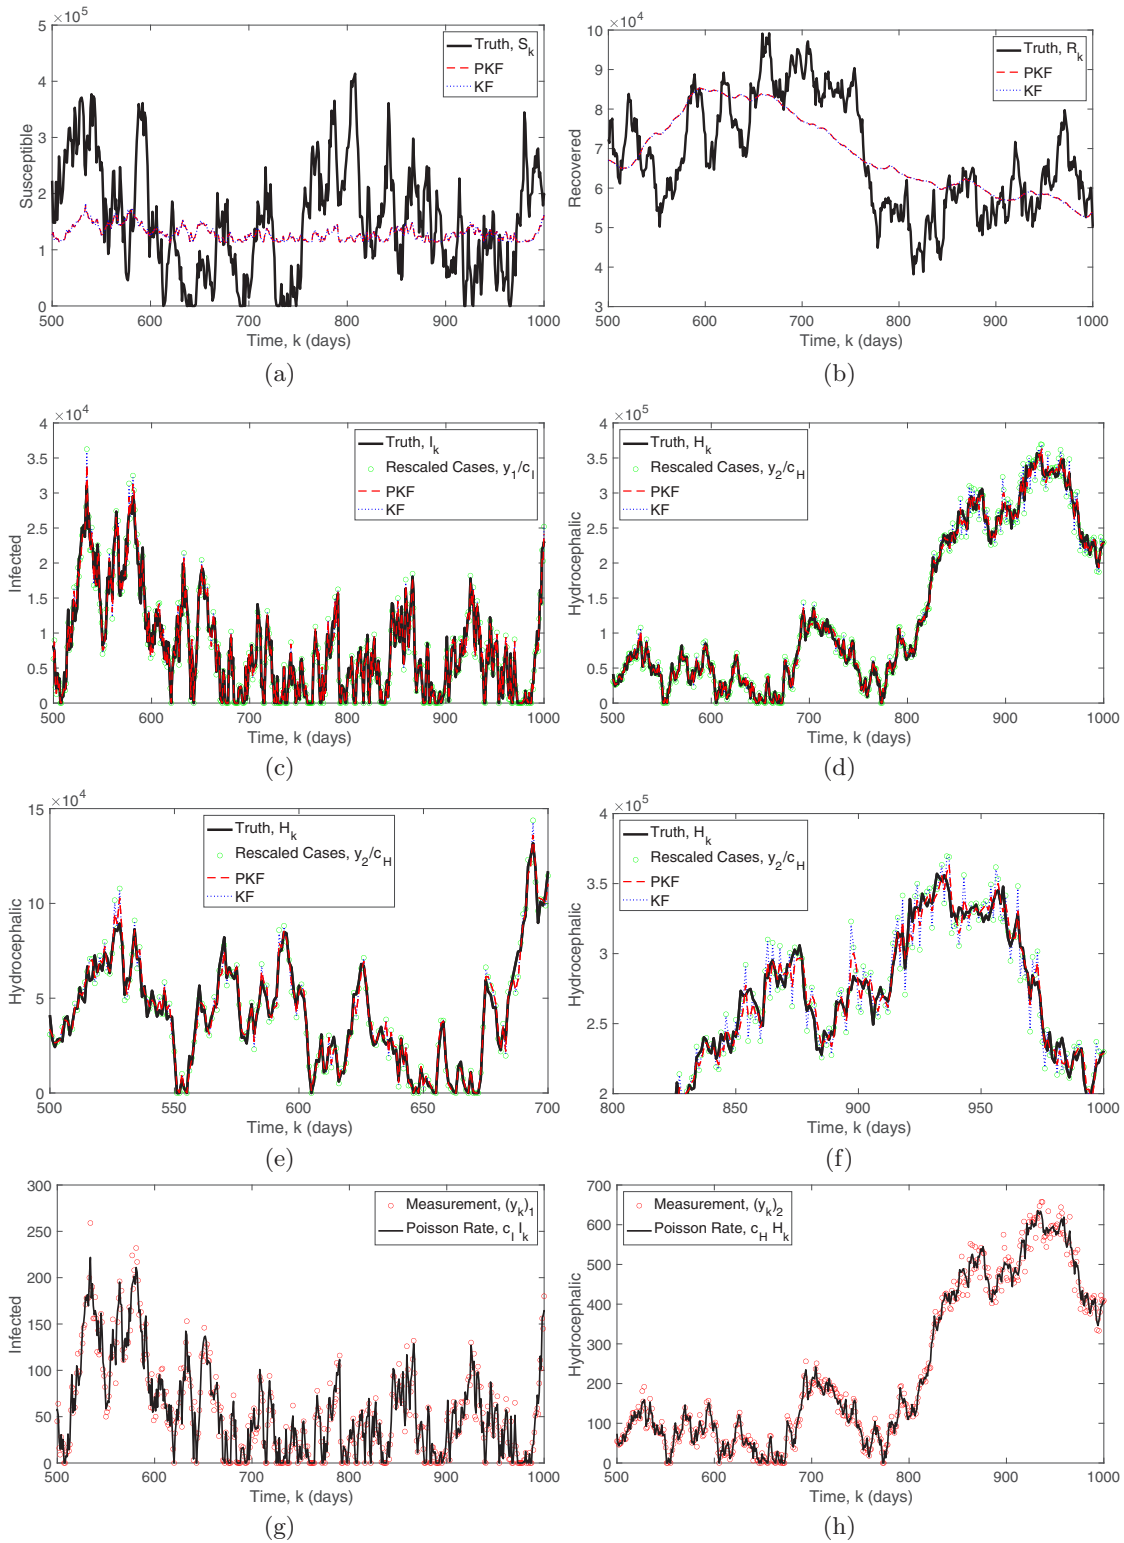 ×10^5
5
4
3
2
1
0
Susceptible
Truth, S_k
PKF
KF
500 600 700 800 900 1000
Time, k (days)
(a)
×10^4
10
9
8
7
6
5
4
3
Recovered
Truth, R_k
PKF
KF
500 600 700 800 900 1000
Time, k (days)
(b)
×10^4
4
3.5
3
2.5
2
1.5
1
0.5
0
Infected
Truth, I_k
Rescaled Cases, y_1/c_I
PKF
KF
500 600 700 800 900 1000
Time, k (days)
(c)
×10^5
4
3.5
3
2.5
2
1.5
1
0.5
0
Hydrocephalic
Truth, H_k
Rescaled Cases, y_2/c_H
PKF
KF
500 600 700 800 900 1000
Time, k (days)
(d)
×10^4
15
10
5
0
Hydrocephalic
Truth, H_k
Rescaled Cases, y_2/c_H
PKF
KF
500 550 600 650 700
Time, k (days)
(e)
×10^5
4
3.5
3
2.5
2
Hydrocephalic
Truth, H_k
Rescaled Cases, y_2/c_H
PKF
KF
800 850 900 950 1000
Time, k (days)
(f)
300
250
200
150
100
50
0
Infected
Measurement, (y_k)_1
Poisson Rate, c_I I_k
500 600 700 800 900 1000
Time, k (days)
(g)
700
600
500
400
300
200
100
0
Hydrocephalic
Measurement, (y_k)_2
Poisson Rate, c_H H_k
500 600 700 800 900 1000
Time, k (days)
(h)